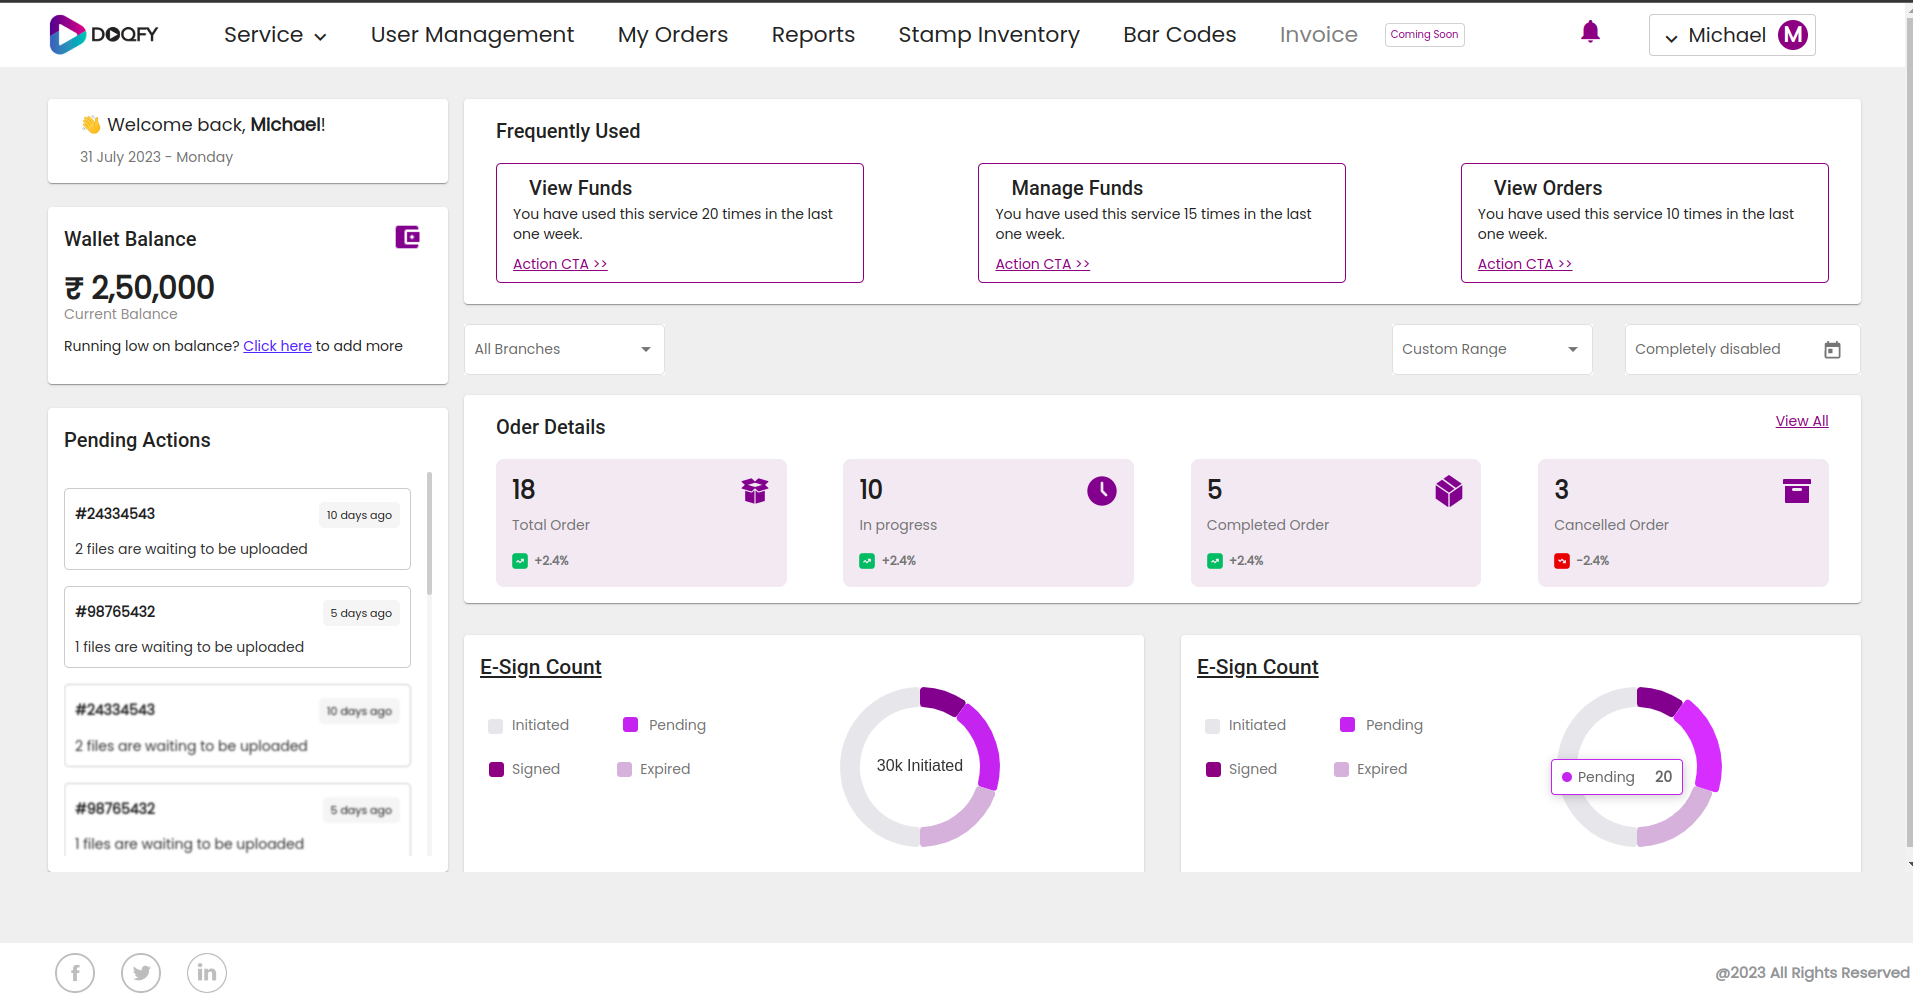 DOQFY
Service
User Management
My Orders
Reports
Stamp Inventory
Bar Codes
Invoice
Coming Soon
Michael
M
👋 Welcome back, Michael!
31 July 2023 - Monday
Wallet Balance
₹ 2,50,000
Current Balance
Running low on balance? Click here to add more
Pending Actions
#24334543
10 days ago
2 files are waiting to be uploaded
#98765432
5 days ago
1 files are waiting to be uploaded
#24334543
10 days ago
2 files are waiting to be uploaded
#98765432
5 days ago
1 files are waiting to be uploaded
Frequently Used
View Funds
You have used this service 20 times in the last
one week.
Action CTA >>
Manage Funds
You have used this service 15 times in the last
one week.
Action CTA >>
View Orders
You have used this service 10 times in the last
one week.
Action CTA >>
All Branches
Custom Range
Completely disabled
Oder Details
View All
18
Total Order
+2.4%
10
In progress
+2.4%
5
Completed Order
+2.4%
3
Cancelled Order
-2.4%
E-Sign Count
Initiated
Pending
Signed
Expired
30k Initiated
E-Sign Count
Initiated
Pending
Signed
Expired
Pending 20
f
in
@2023 All Rights Reserved